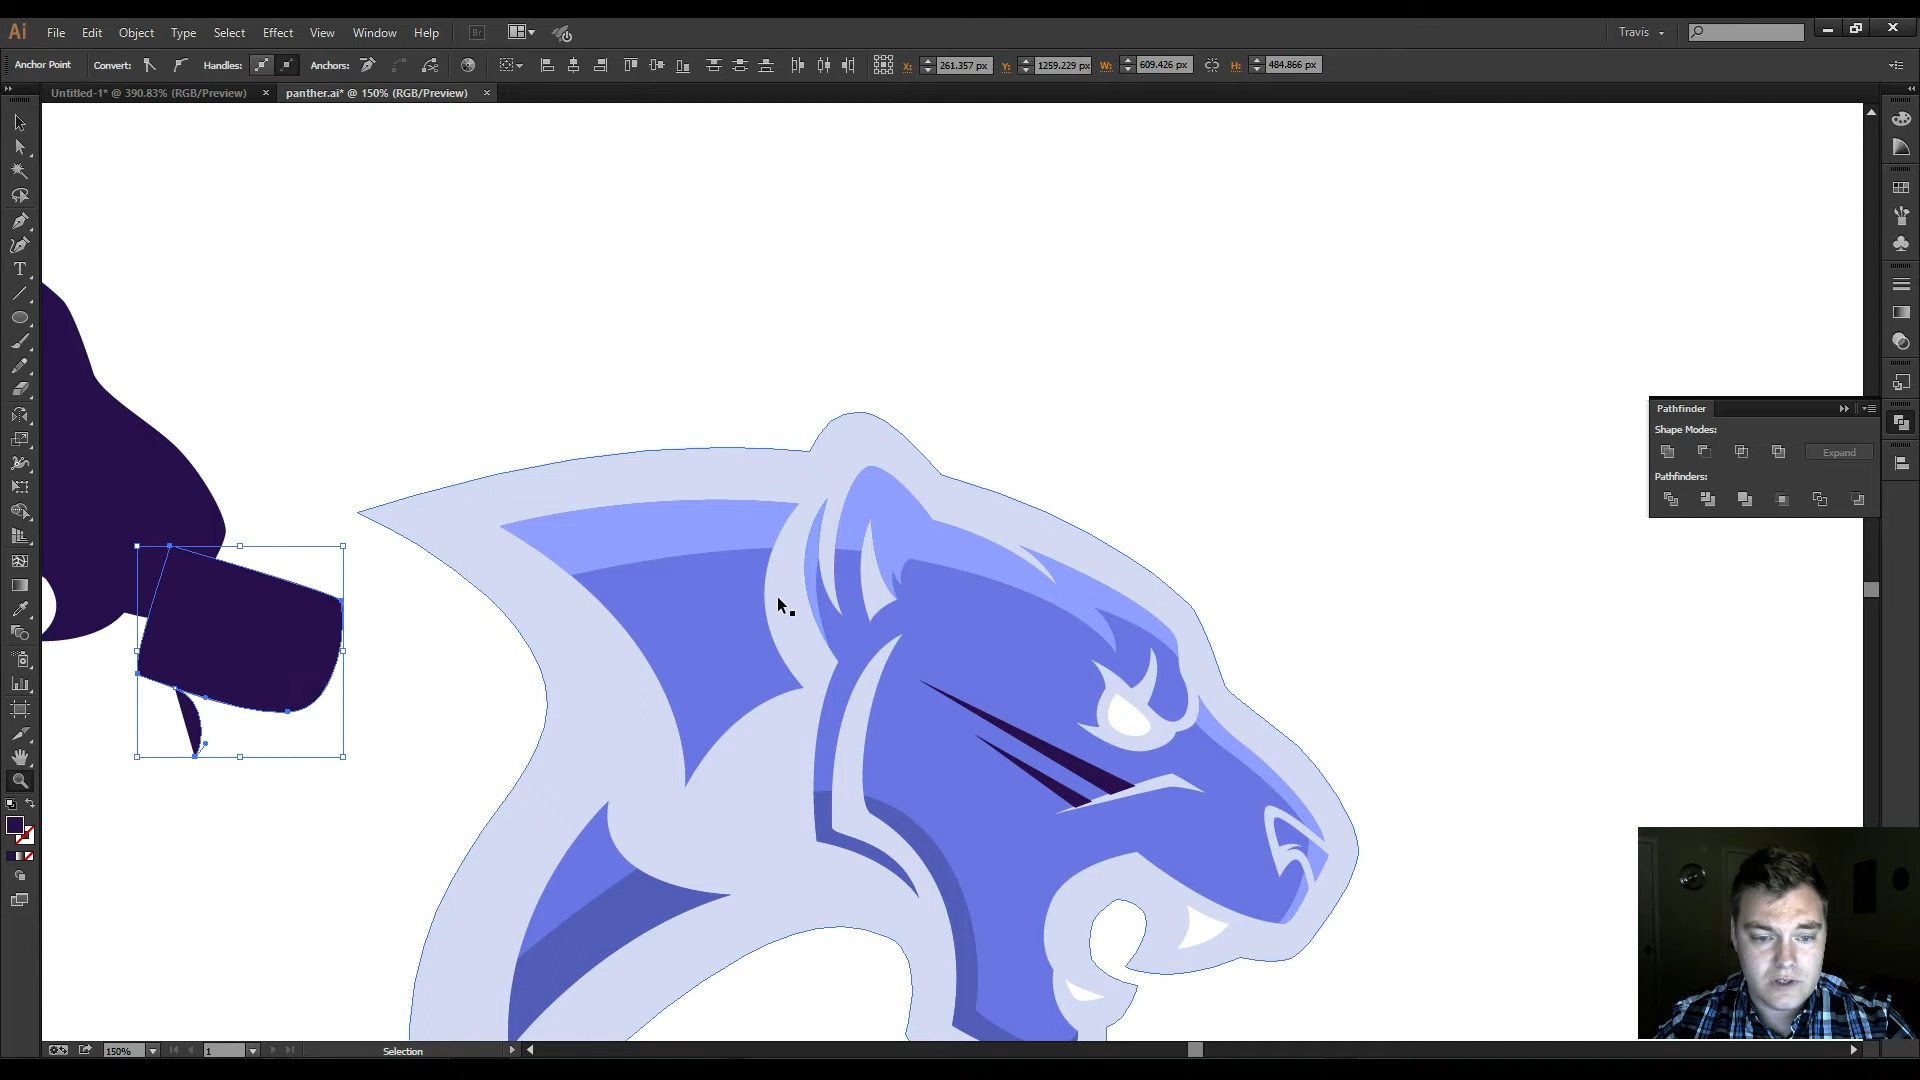 Ai File Edit Object Type Select Effect View Window Help Br Travis
Anchor Point Convert: Handles: Anchors: X: 261.357 px Y: 1259.229 px W: 609.426 px H: 484.866 px
Untitled-1* @ 390.83% (RGB/Preview) × panther.ai* @ 150% (RGB/Preview) ×
Pathfinder
Shape Modes:
Expand
Pathfinders:
150% 1 Selection